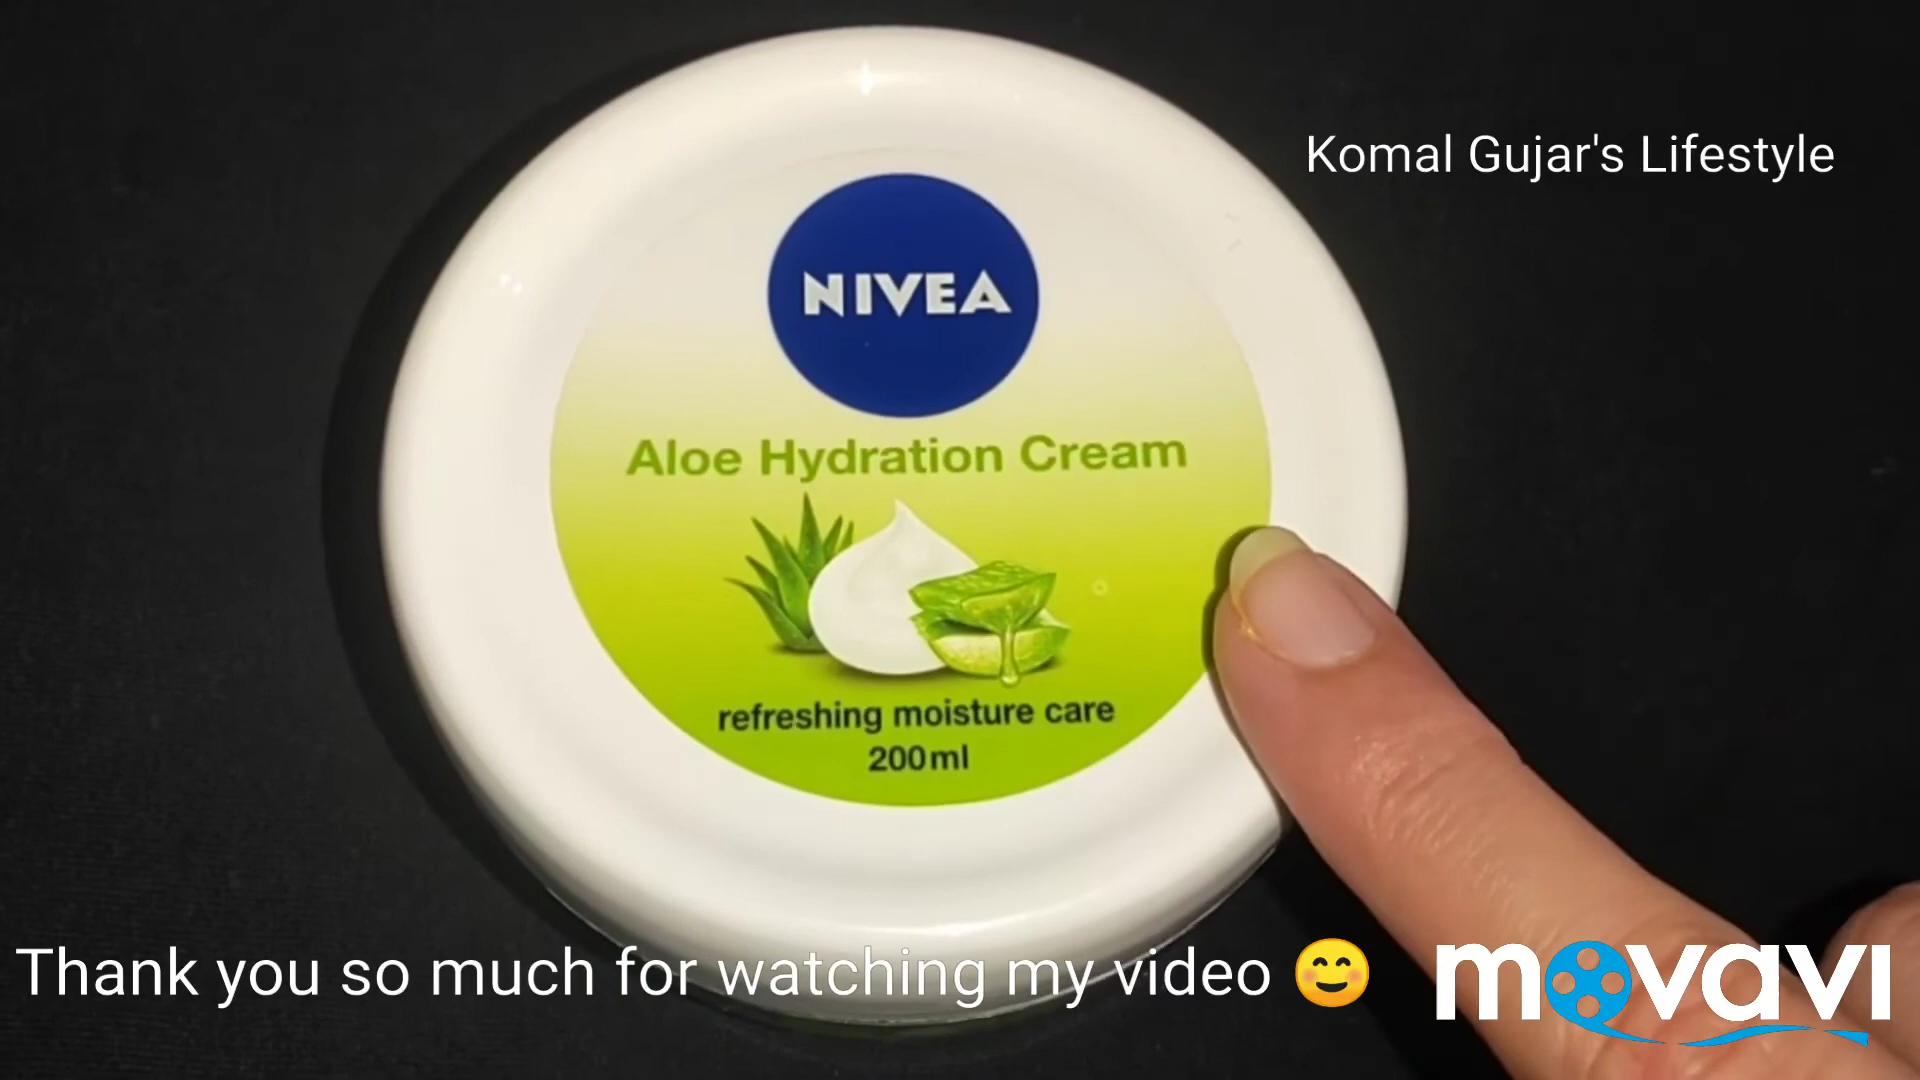 Komal Gujar's Lifestyle
NIVEA
Aloe Hydration Cream
refreshing moisture care
200ml
Thank you so much for watching my video 😊
movavi